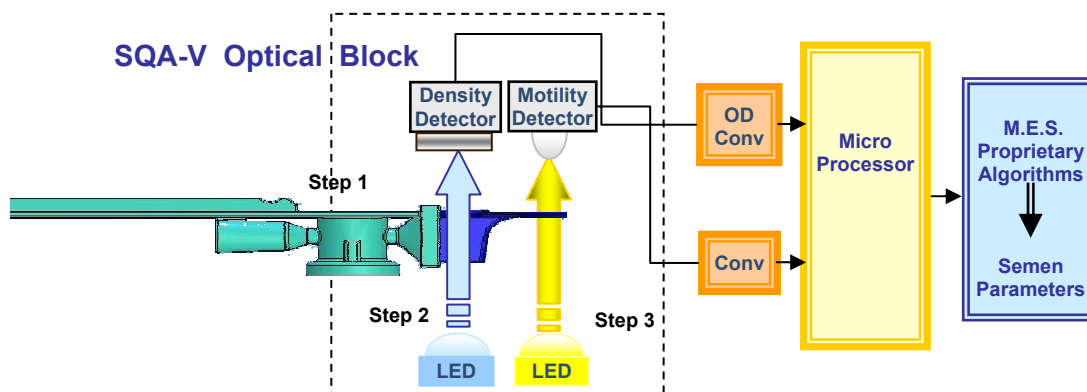 SQA-V Optical Block
Density
Detector
Motility
Detector
OD
Conv
Micro
Processor
M.E.S.
Proprietary
Algorithms
Step 1
Conv
Semen
Parameters
Step 2
Step 3
LED
LED